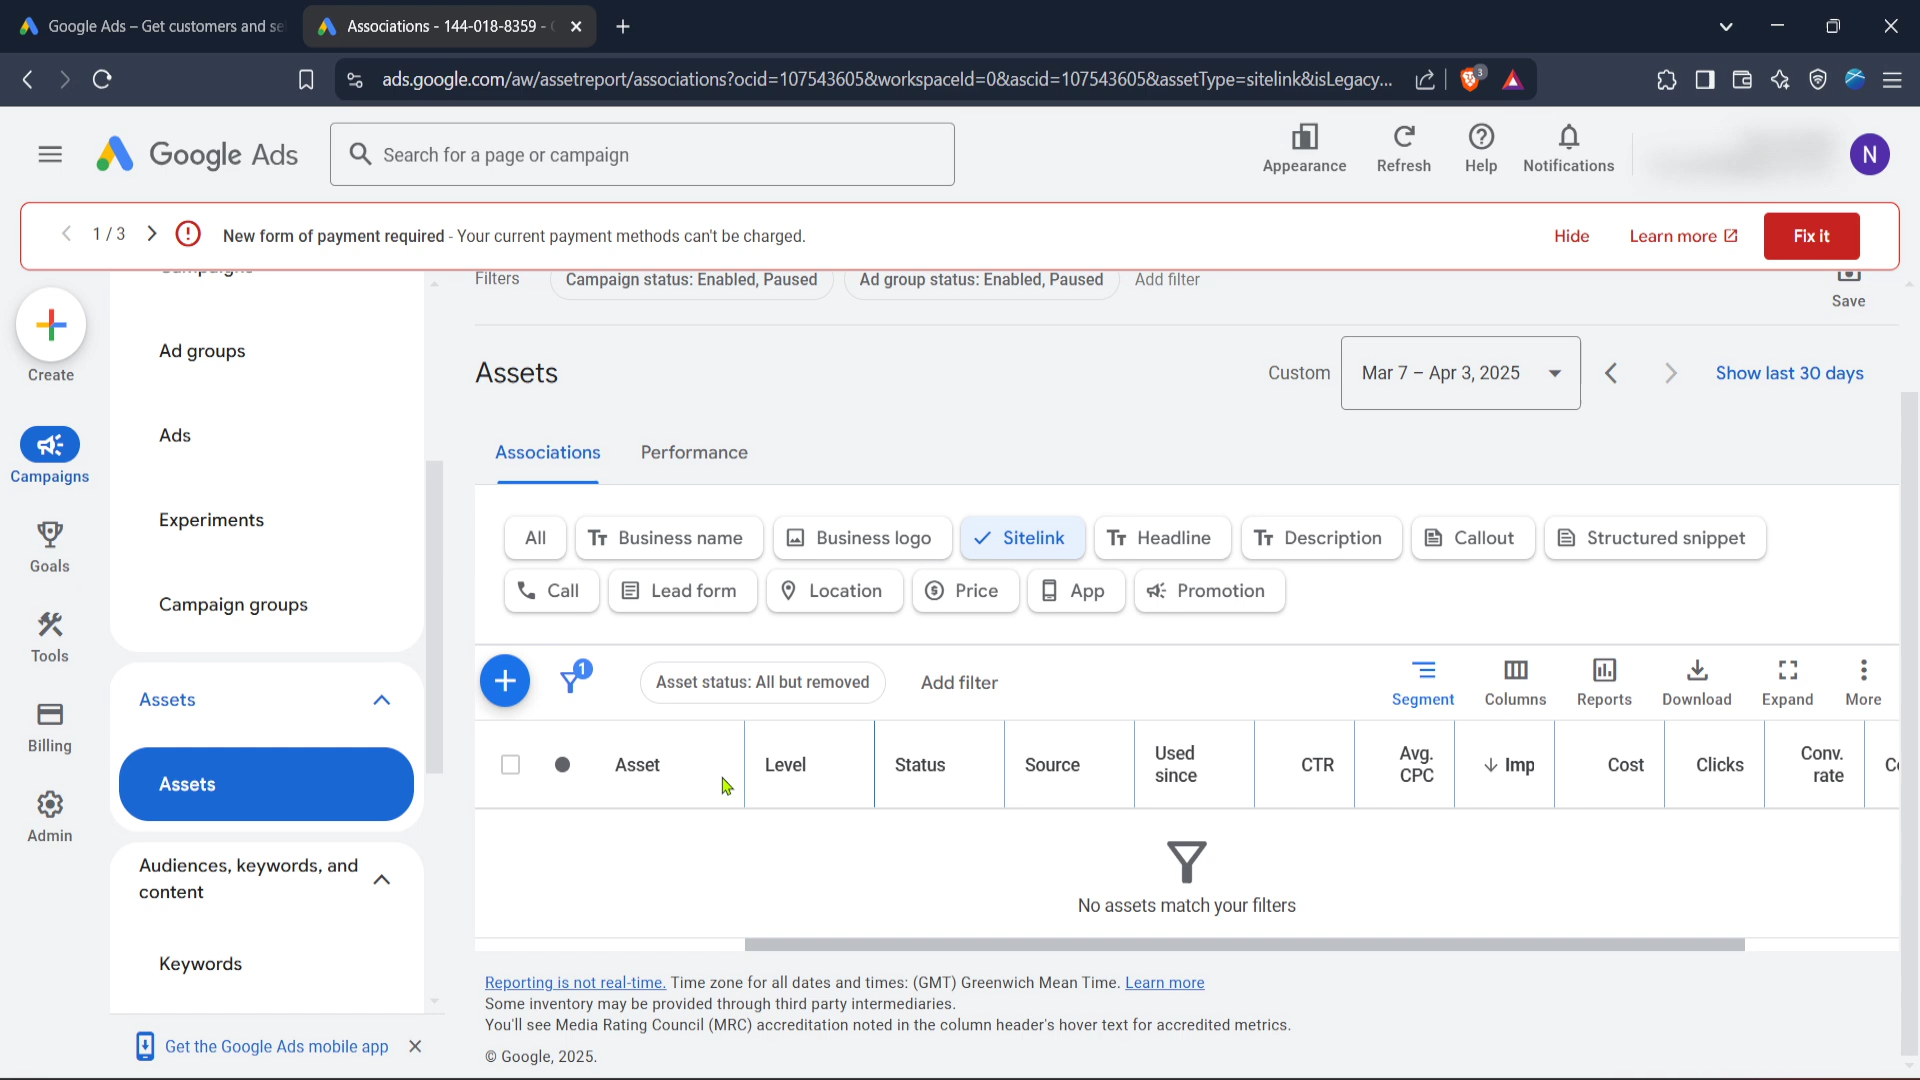 Google Ads – Get customers and se
Associations - 144-018-8359 -
ads.google.com/aw/assetreport/associations?ocid=107543605&workspaceId=0&ascid=107543605&assetType=sitelink&isLegacy...
3
Google Ads
Search for a page or campaign
Appearance
Refresh
Help
Notifications
N
1 / 3
New form of payment required - Your current payment methods can't be charged.
Hide
Learn more
Fix it
Create
Campaigns
Goals
Tools
Billing
Admin
Campaigns
Ad groups
Ads
Experiments
Campaign groups
Assets
Assets
Audiences, keywords, and
content
Keywords
Get the Google Ads mobile app
Filters
Campaign status: Enabled, Paused
Ad group status: Enabled, Paused
Add filter
Save
Assets
Custom
Mar 7 – Apr 3, 2025
Show last 30 days
Associations
Performance
All
Business name
Business logo
Sitelink
Headline
Description
Callout
Structured snippet
Call
Lead form
Location
Price
App
Promotion
1
Asset status: All but removed
Add filter
Segment
Columns
Reports
Download
Expand
More
Asset
Level
Status
Source
Used
since
CTR
Avg.
CPC
Imp
Cost
Clicks
Conv.
rate
No assets match your filters
Reporting is not real-time. Time zone for all dates and times: (GMT) Greenwich Mean Time. Learn more
Some inventory may be provided through third party intermediaries.
You'll see Media Rating Council (MRC) accreditation noted in the column header's hover text for accredited metrics.
© Google, 2025.